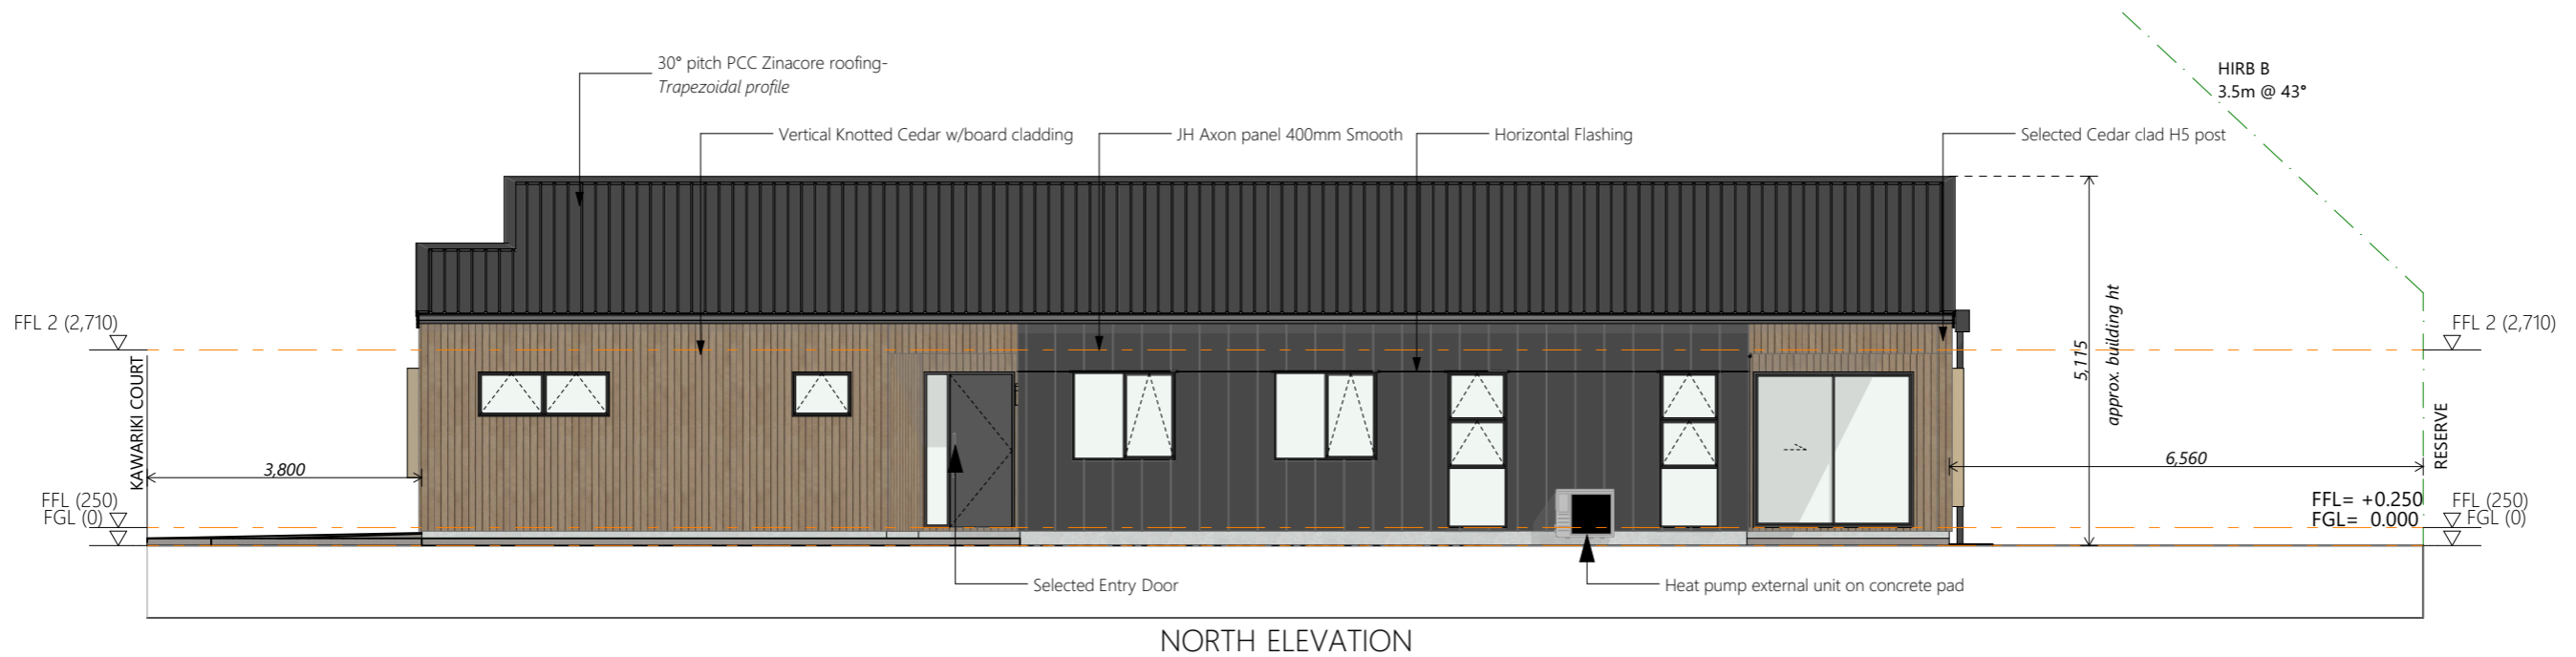 30° pitch PCC Zinacore roofing-
Trapezoidal profile
HIRB B
3.5m @ 43°
Vertical Knotted Cedar w/board cladding
JH Axon panel 400mm Smooth
Horizontal Flashing
Selected Cedar clad H5 post
FFL 2 (2,710)
FFL 2 (2,710)
KAWARIKI COURT
5,115
approx. building ht
RESERVE
3,800
6,560
FFL (250)
FGL (0)
FFL= +0.250
FGL= 0.000
FFL (250)
FGL (0)
Selected Entry Door
Heat pump external unit on concrete pad
NORTH ELEVATION